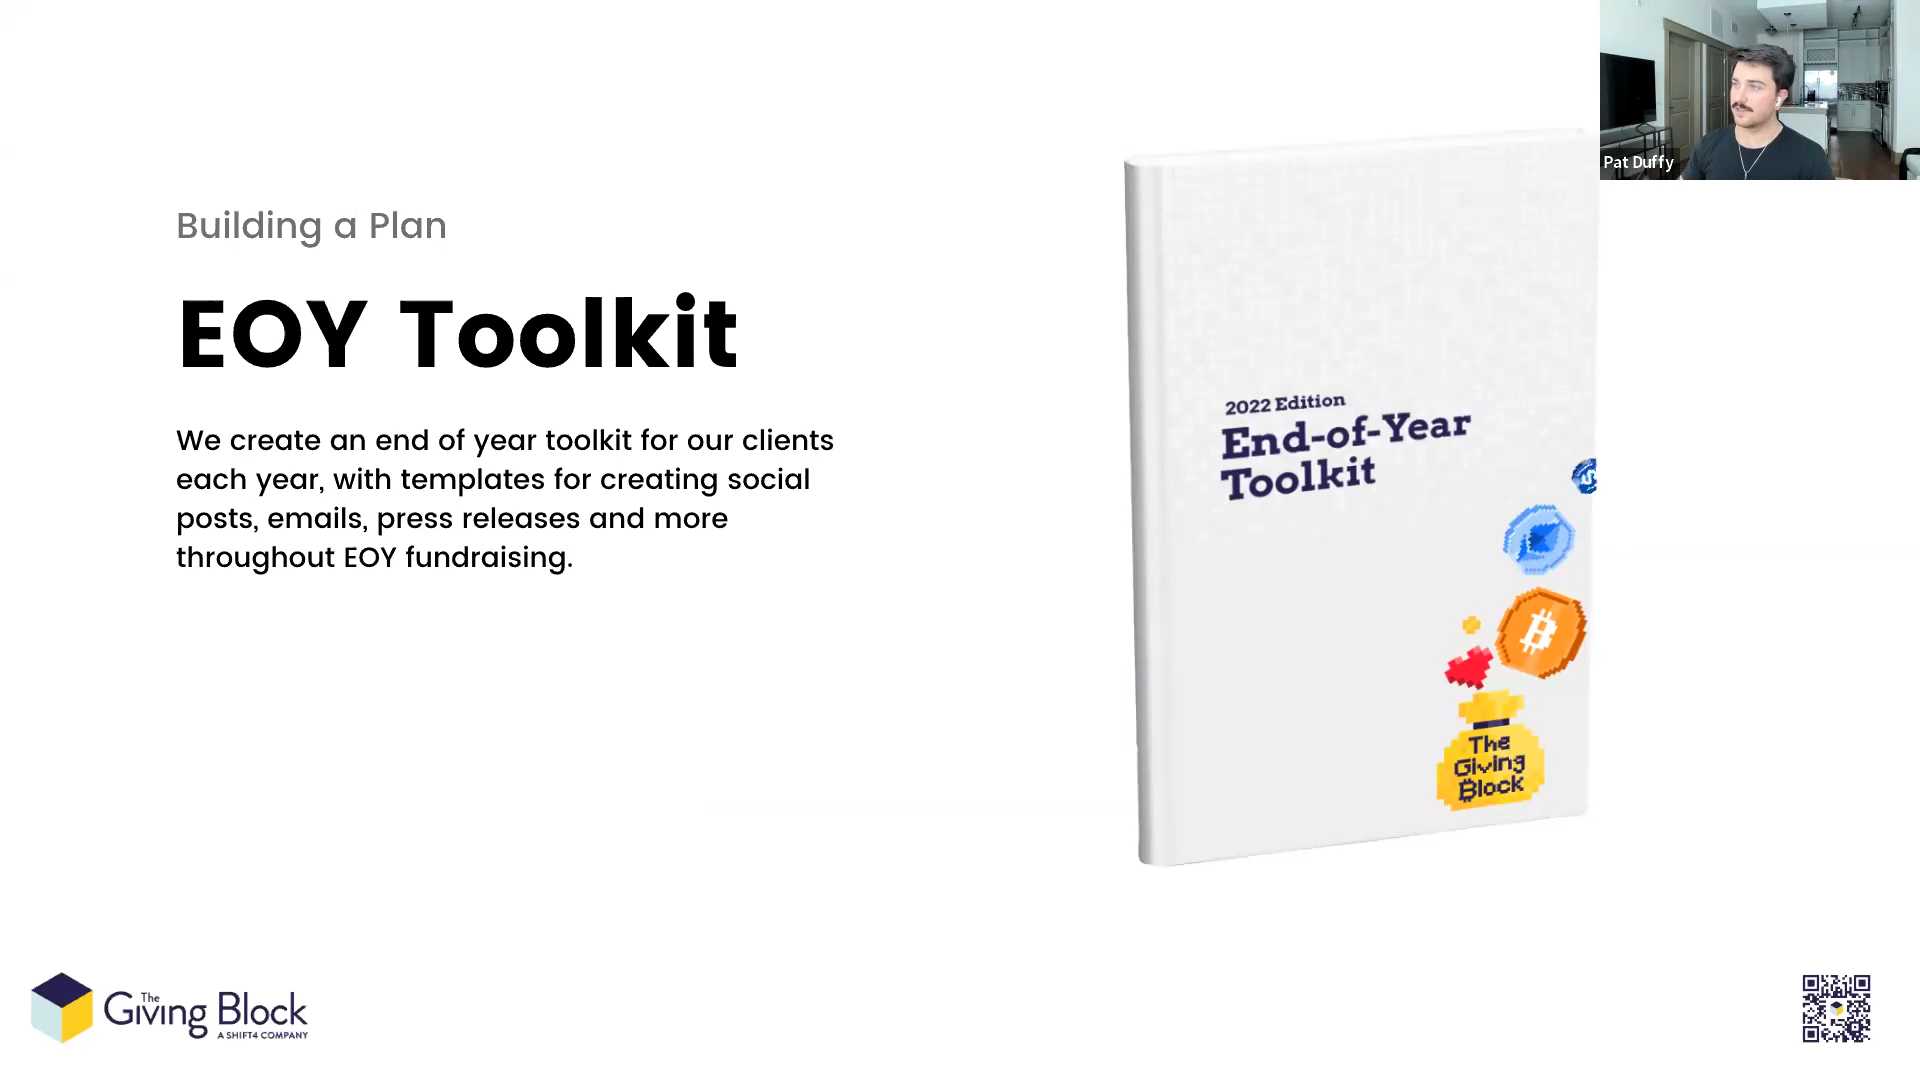 Pat Duffy
Building a Plan
EOY Toolkit
We create an end of year toolkit for our clients
each year, with templates for creating social
posts, emails, press releases and more
throughout EOY fundraising.
2022 Edition
End-of-Year
Toolkit
The
Giving
₿lock
The
Giving Block
A SHIFT4 COMPANY